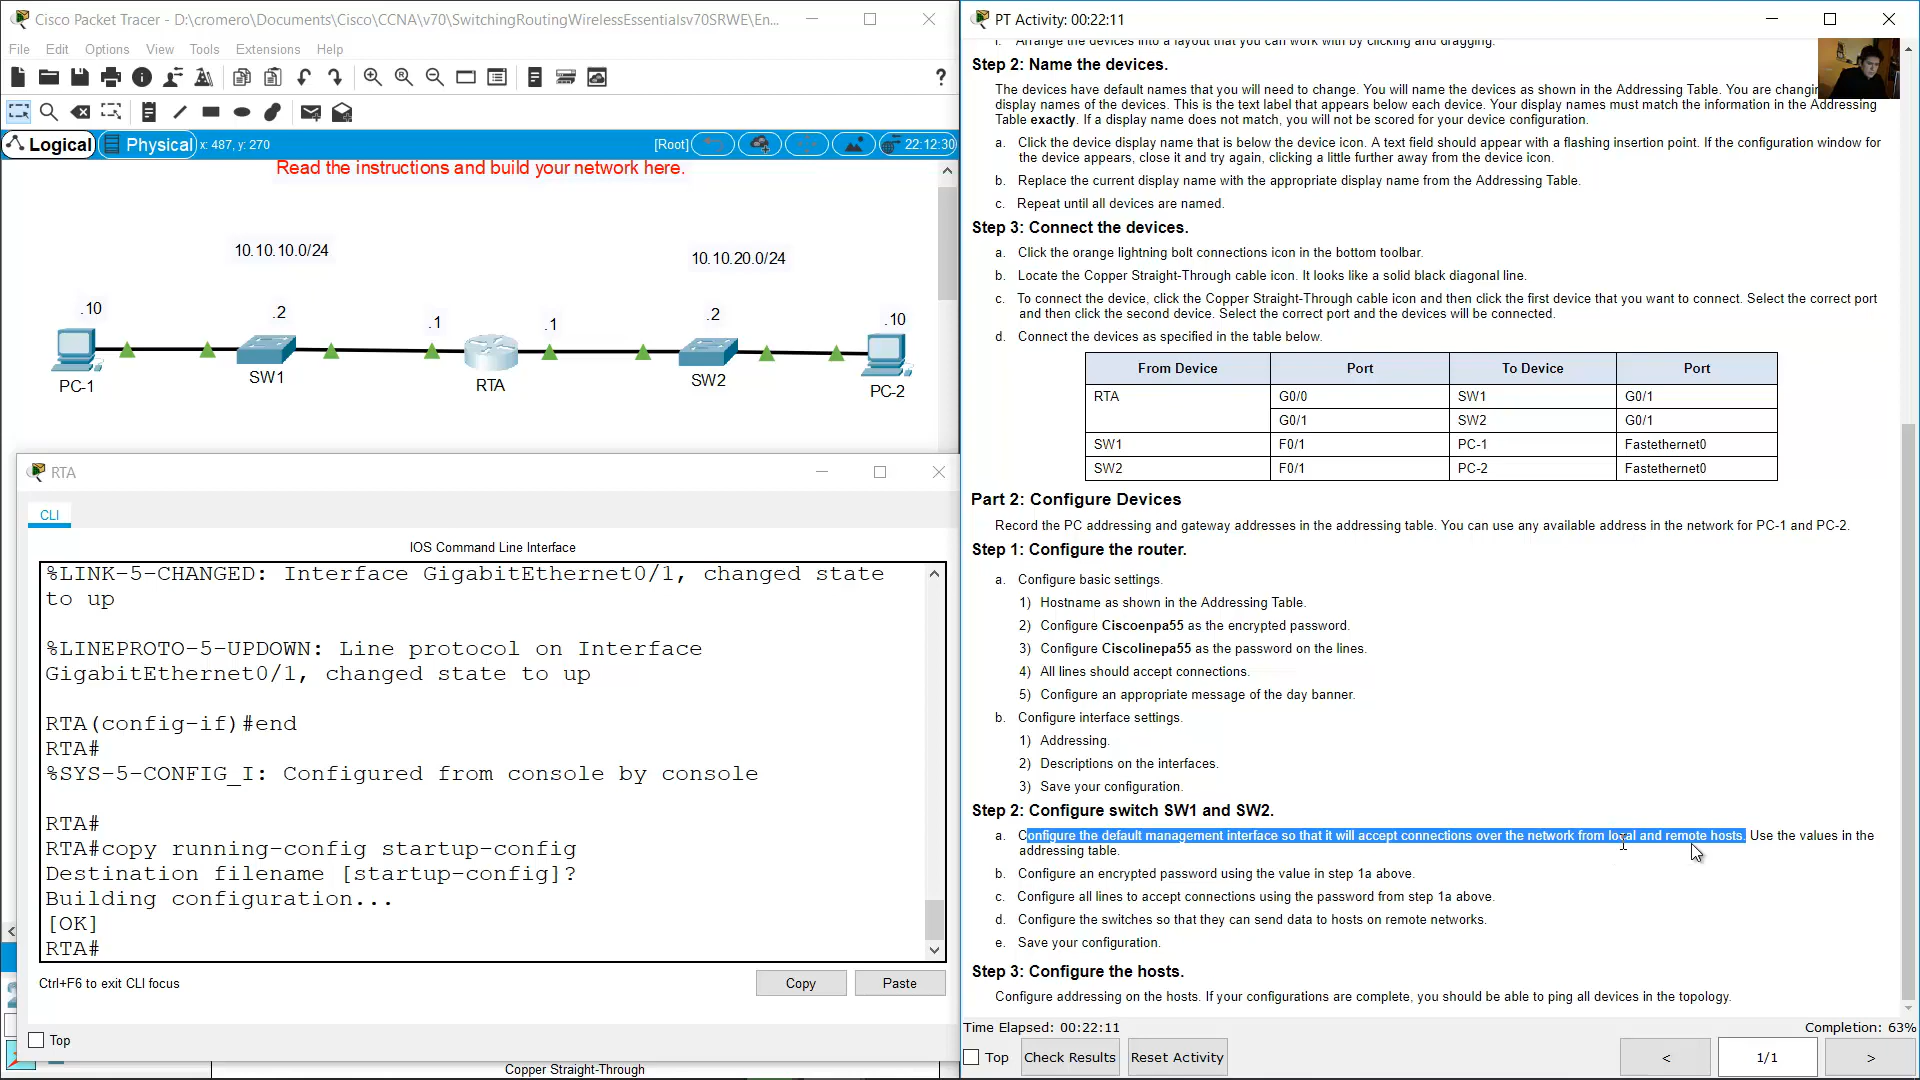 Cisco Packet Tracer - D:\cromero\Documents\Cisco\CCNA\v70\SwitchingRoutingWirelessEssentialsv70SRWE\En...
File Edit Options View Tools Extensions Help
?
Logical Physical x: 487, y: 270 [Root] 22:12:30
Read the instructions and build your network here.
10.10.10.0/24
10.10.20.0/24
.10 .2 .1 .1 .2 .10
PC-1 SW1 RTA SW2 PC-2
RTA
CLI
IOS Command Line Interface
%LINK-5-CHANGED: Interface GigabitEthernet0/1, changed state
to up
%LINEPROTO-5-UPDOWN: Line protocol on Interface
GigabitEthernet0/1, changed state to up
RTA(config-if)#end
RTA#
%SYS-5-CONFIG_I: Configured from console by console
RTA#
RTA#copy running-config startup-config
Destination filename [startup-config]?
Building configuration...
[OK]
RTA#
Ctrl+F6 to exit CLI focus
Copy Paste
Top
Copper Straight-Through
PT Activity: 00:22:11
Arrange the devices into a layout that you can work with by clicking and dragging.
Step 2: Name the devices.
The devices have default names that you will need to change. You will name the devices as shown in the Addressing Table. You are changin
display names of the devices. This is the text label that appears below each device. Your display names must match the information in the Addressing
Table exactly. If a display name does not match, you will not be scored for your device configuration.
a. Click the device display name that is below the device icon. A text field should appear with a flashing insertion point. If the configuration window for
the device appears, close it and try again, clicking a little further away from the device icon.
b. Replace the current display name with the appropriate display name from the Addressing Table.
c. Repeat until all devices are named.
Step 3: Connect the devices.
a. Click the orange lightning bolt connections icon in the bottom toolbar.
b. Locate the Copper Straight-Through cable icon. It looks like a solid black diagonal line.
c. To connect the device, click the Copper Straight-Through cable icon and then click the first device that you want to connect. Select the correct port
and then click the second device. Select the correct port and the devices will be connected.
d. Connect the devices as specified in the table below.
From Device Port To Device Port
RTA G0/0 SW1 G0/1
G0/1 SW2 G0/1
SW1 F0/1 PC-1 Fastethernet0
SW2 F0/1 PC-2 Fastethernet0
Part 2: Configure Devices
Record the PC addressing and gateway addresses in the addressing table. You can use any available address in the network for PC-1 and PC-2.
Step 1: Configure the router.
a. Configure basic settings.
1) Hostname as shown in the Addressing Table.
2) Configure Ciscoenpa55 as the encrypted password.
3) Configure Ciscolinepa55 as the password on the lines.
4) All lines should accept connections.
5) Configure an appropriate message of the day banner.
b. Configure interface settings.
1) Addressing.
2) Descriptions on the interfaces.
3) Save your configuration.
Step 2: Configure switch SW1 and SW2.
a. Configure the default management interface so that it will accept connections over the network from local and remote hosts. Use the values in the
addressing table.
b. Configure an encrypted password using the value in step 1a above.
c. Configure all lines to accept connections using the password from step 1a above.
d. Configure the switches so that they can send data to hosts on remote networks.
e. Save your configuration.
Step 3: Configure the hosts.
Configure addressing on the hosts. If your configurations are complete, you should be able to ping all devices in the topology.
Time Elapsed: 00:22:11 Completion: 63%
Top Check Results Reset Activity < 1/1 >